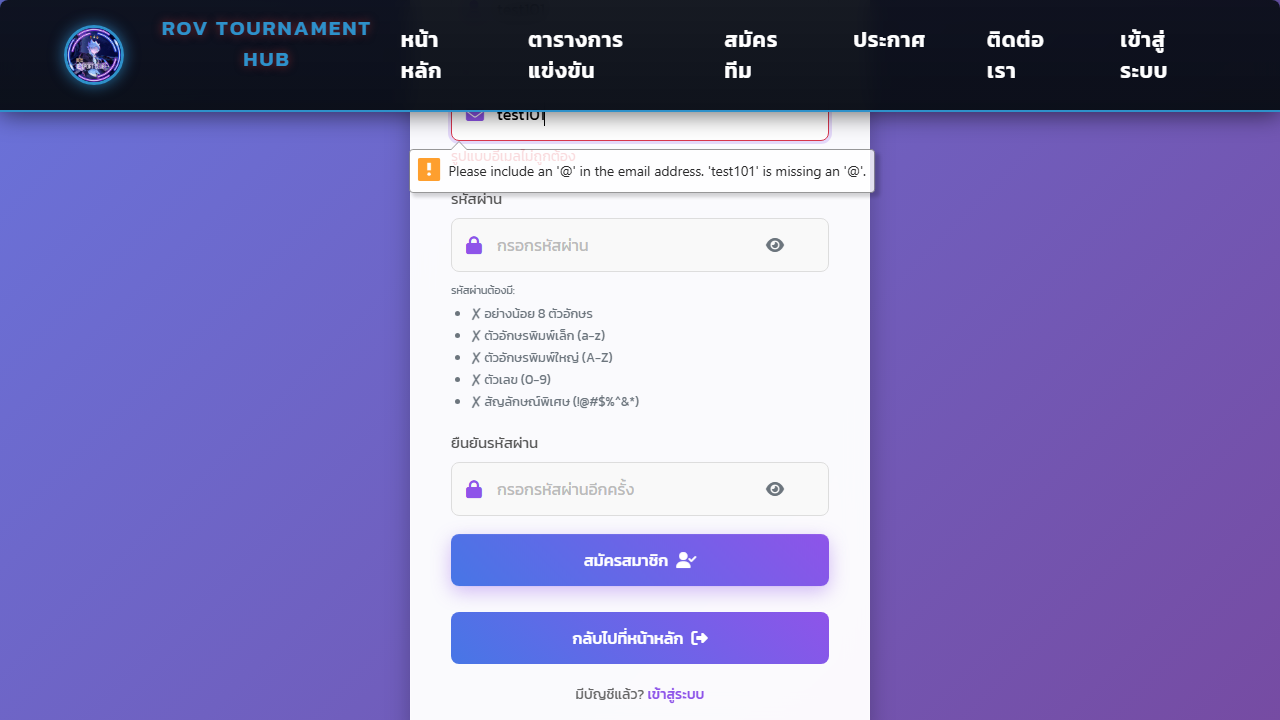 ROV TOURNAMENT
HUB
หน้า
หลัก
ตารางการ
แข่งขัน
สมัคร
ทีม
ประกาศ
ติดต่อ
เรา
เข้าสู่
ระบบ
test101
รูปแบบอีเมลไม่ถูกต้อง
Please include an '@' in the email address. 'test101' is missing an '@'.
รหัสผ่าน
กรอกรหัสผ่าน
รหัสผ่านต้องมี:
✗ อย่างน้อย 8 ตัวอักษร
✗ ตัวอักษรพิมพ์เล็ก (a-z)
✗ ตัวอักษรพิมพ์ใหญ่ (A-Z)
✗ ตัวเลข (0-9)
✗ สัญลักษณ์พิเศษ (!@#$%^&*)
ยืนยันรหัสผ่าน
กรอกรหัสผ่านอีกครั้ง
สมัครสมาชิก
กลับไปที่หน้าหลัก
มีบัญชีแล้ว? เข้าสู่ระบบ